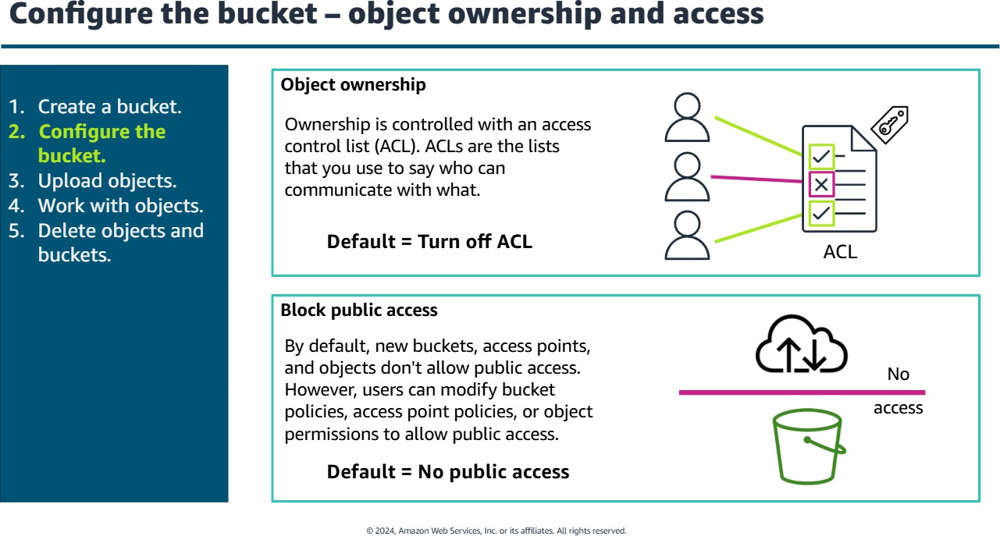 Configure the bucket – object ownership and access
1. Create a bucket.
2. Configure the
bucket.
3. Upload objects.
4. Work with objects.
5. Delete objects and
buckets.
Object ownership
Ownership is controlled with an access
control list (ACL). ACLs are the lists
that you use to say who can
communicate with what.
Default = Turn off ACL
ACL
Block public access
By default, new buckets, access points,
and objects don't allow public access.
However, users can modify bucket
policies, access point policies, or object
permissions to allow public access.
Default = No public access
No
access
© 2024, Amazon Web Services, Inc. or its affiliates. All rights reserved.